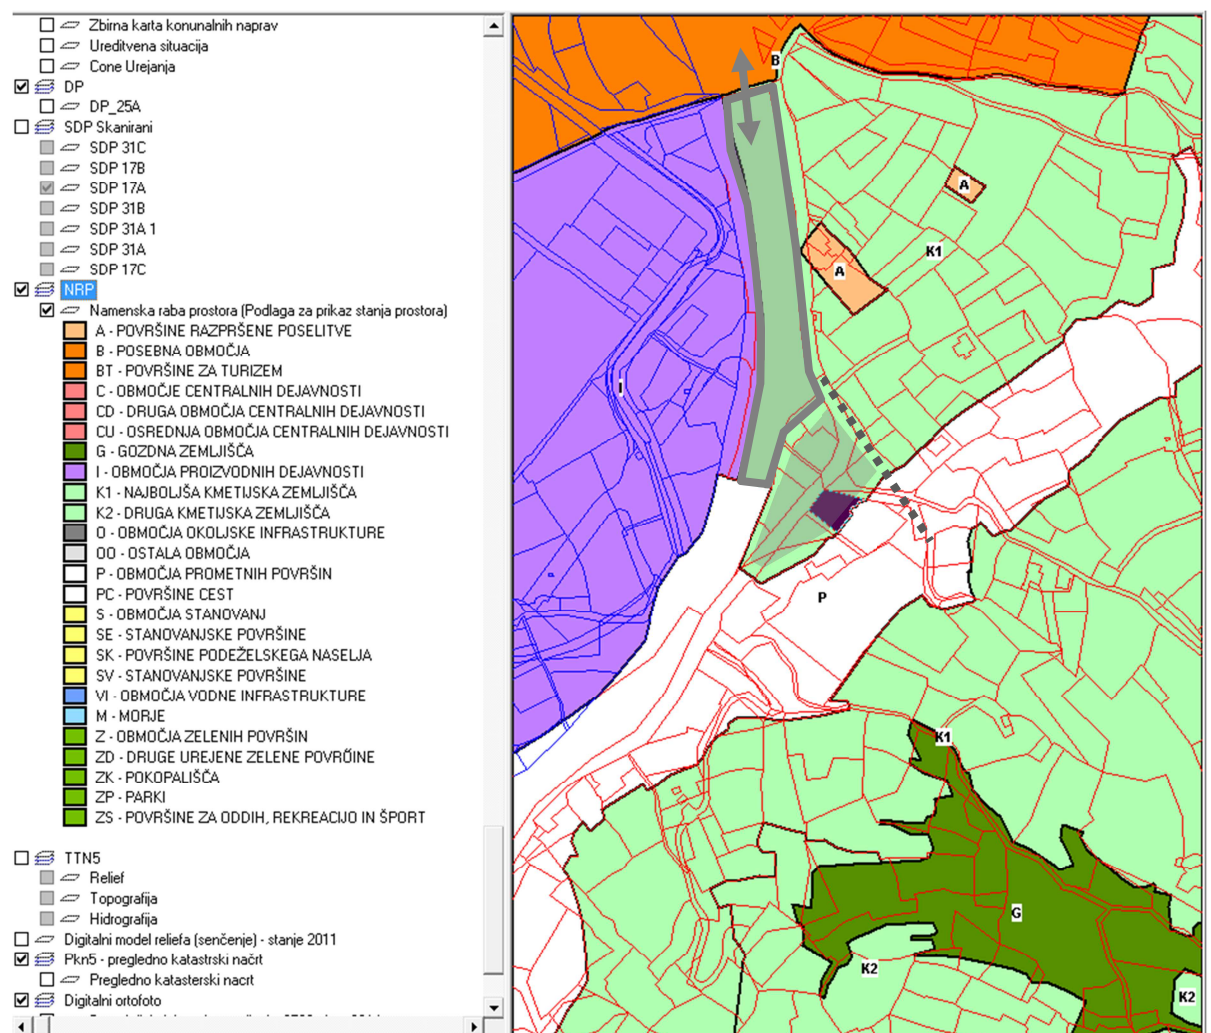 Zbirna karta konunalnih naprav
Ureditvena situacija
Cone Urejanja
DP
DP_25A
SDP Skanirani
SDP 31C
SDP 17B
SDP 17A
SDP 31B
SDP 31A 1
SDP 31A
SDP 17C
NRP
Namenska raba prostora (Podlaga za prikaz stanja prostora)
A - POVRŠINE RAZPRŠENE POSELITVE
B - POSEBNA OBMOČJA
BT - POVRŠINE ZA TURIZEM
C - OBMOČJE CENTRALNIH DEJAVNOSTI
CD - DRUGA OBMOČJA CENTRALNIH DEJAVNOSTI
CU - OSREDNJA OBMOČJA CENTRALNIH DEJAVNOSTI
G - GOZDNA ZEMLJIŠČA
I - OBMOČJA PROIZVODNIH DEJAVNOSTI
K1 - NAJBOLJŠA KMETIJSKA ZEMLJIŠČA
K2 - DRUGA KMETIJSKA ZEMLJIŠČA
O - OBMOČJA OKOLJSKE INFRASTRUKTURE
OO - OSTALA OBMOČJA
P - OBMOČJA PROMETNIH POVRŠIN
PC - POVRŠINE CEST
S - OBMOČJA STANOVANJ
SE - STANOVANJSKE POVRŠINE
SK - POVRŠINE PODEŽELSKEGA NASELJA
SV - STANOVANJSKE POVRŠINE
VI - OBMOČJA VODNE INFRASTRUKTURE
M - MORJE
Z - OBMOČJA ZELENIH POVRŠIN
ZD - DRUGE UREJENE ZELENE POVRŐINE
ZK - POKOPALIŠČA
ZP - PARKI
ZS - POVRŠINE ZA ODDIH, REKREACIJO IN ŠPORT
TTN5
Relief
Topografija
Hidrografija
Digitalni model reliefa (senčenje) - stanje 2011
Pkn5 - pregledno katastrski načrt
Pregledno katasterski nacrt
Digitalni ortofoto
B
A
K1
A
I
P
K1
G
K2
K2